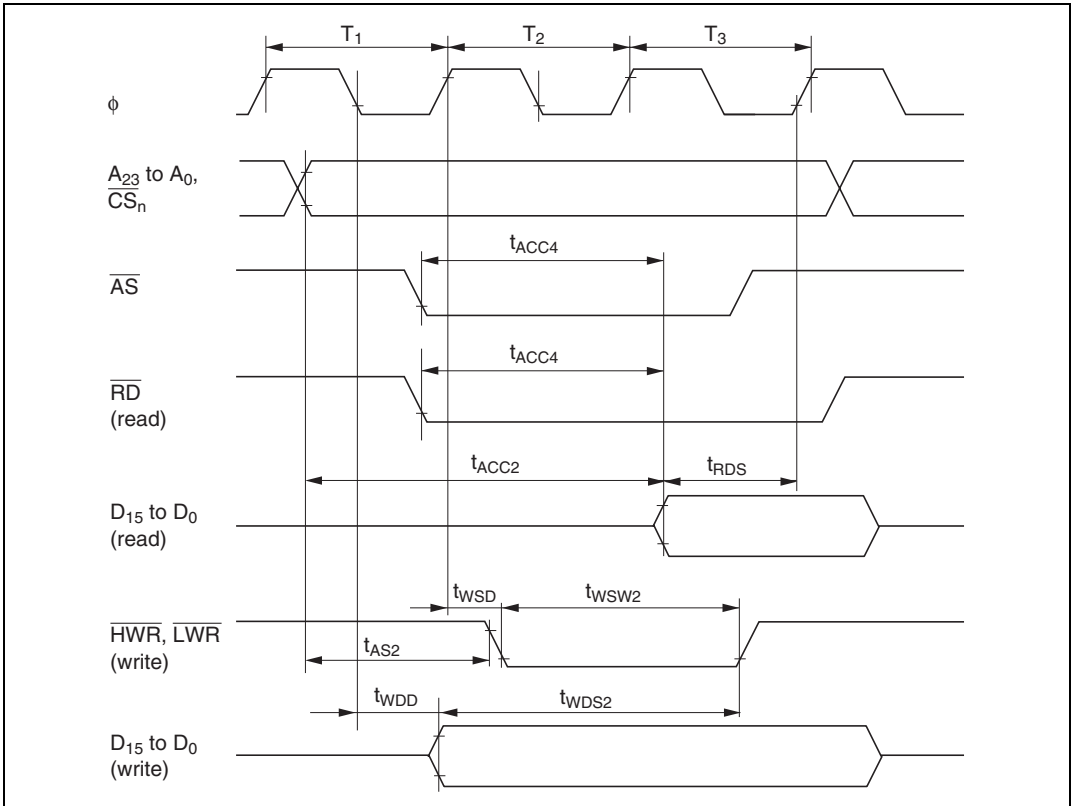 T1 T2 T3
ϕ
A23 to A0,
CSn
tACC4
AS
tACC4
RD
(read)
tACC2 tRDS
D15 to D0
(read)
tWSD tWSW2
HWR, LWR
(write)
tAS2
tWDD tWDS2
D15 to D0
(write)